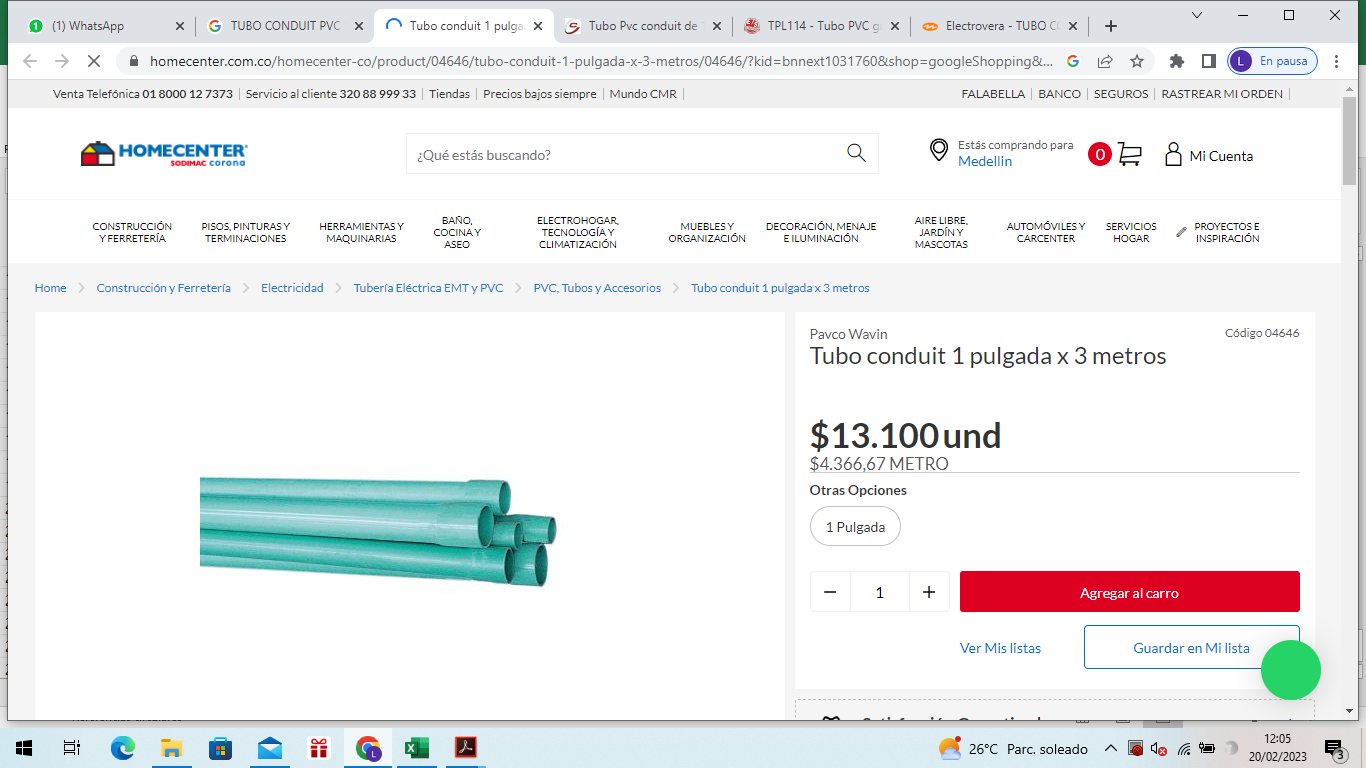 (1) WhatsApp
TUBO CONDUIT PVC
Tubo conduit 1 pulga
Tubo Pvc conduit de
TPL114 - Tubo PVC g
Electrovera - TUBO C
homecenter.com.co/homecenter-co/product/04646/tubo-conduit-1-pulgada-x-3-metros/04646/?kid=bnnext1031760&shop=googleShopping&...
L
En pausa
Venta Telefónica 01 8000 12 7373 | Servicio al cliente 320 88 999 33 | Tiendas | Precios bajos siempre | Mundo CMR |
FALABELLA | BANCO | SEGUROS | RASTREAR MI ORDEN |
HOMECENTER
SODIMAC corona
¿Qué estás buscando?
Estás comprando para
Medellin
0
Mi Cuenta
CONSTRUCCIÓN
Y FERRETERÍA
PISOS, PINTURAS Y
TERMINACIONES
HERRAMIENTAS Y
MAQUINARIAS
BAÑO,
COCINA Y
ASEO
ELECTROHOGAR,
TECNOLOGÍA Y
CLIMATIZACIÓN
MUEBLES Y
ORGANIZACIÓN
DECORACIÓN, MENAJE
E ILUMINACIÓN
AIRE LIBRE,
JARDÍN Y
MASCOTAS
AUTOMÓVILES Y
CARCENTER
SERVICIOS
HOGAR
PROYECTOS E
INSPIRACIÓN
Home > Construcción y Ferretería > Electricidad > Tubería Eléctrica EMT y PVC > PVC, Tubos y Accesorios > Tubo conduit 1 pulgada x 3 metros
Pavco Wavin
Código 04646
Tubo conduit 1 pulgada x 3 metros
$13.100 und
$4.366,67 METRO
Otras Opciones
1 Pulgada
− 1 +
Agregar al carro
Ver Mis listas
Guardar en Mi lista
26°C Parc. soleado
12:05
20/02/2023
3